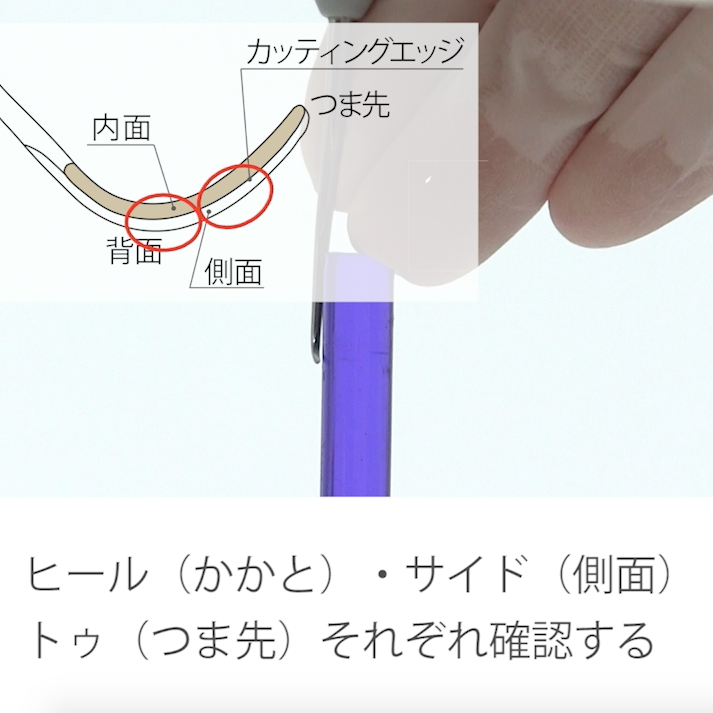 カッティングエッジ
つま先
内面
背面
側面
ヒール（かかと）・サイド（側面）
トゥ（つま先）それぞれ確認する